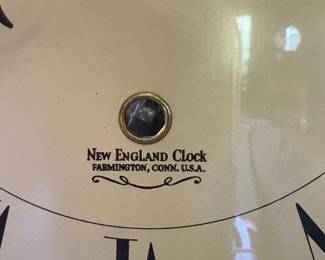 NEW ENGLAND CLOCK
FARMINGTON, CONN. U.S.A.